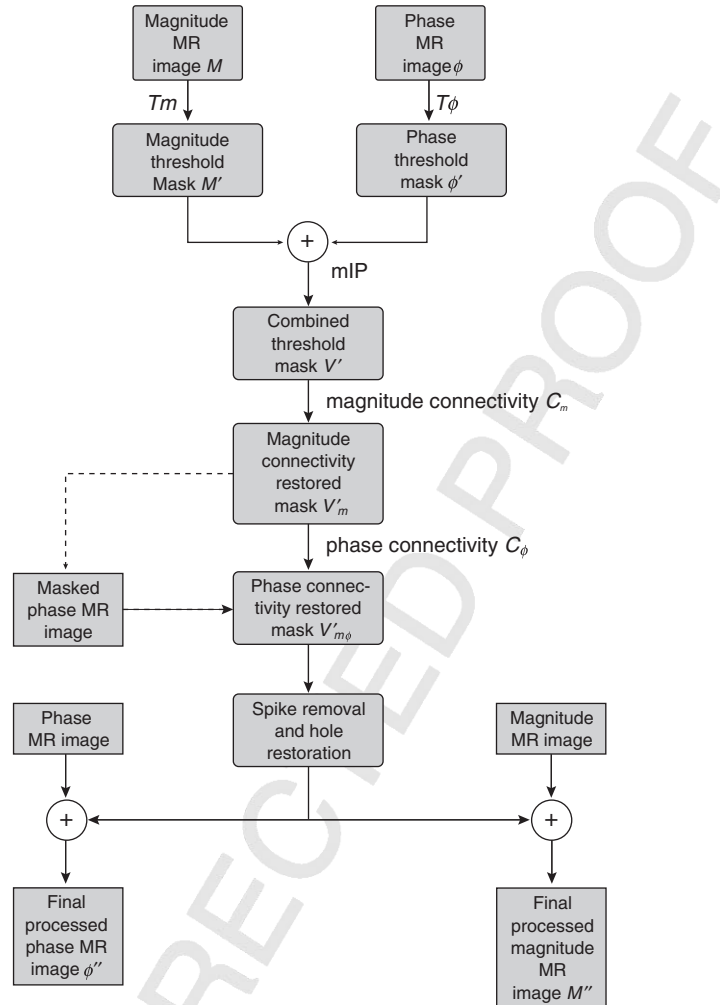 Magnitude
MR
image M
Phase
MR
image ϕ
Tm
Tϕ
Magnitude
threshold
Mask M′
Phase
threshold
mask ϕ′
+
mIP
Combined
threshold
mask V′
magnitude connectivity Cm
Magnitude
connectivity
restored
mask V′m
phase connectivity Cϕ
Masked
phase MR
image
Phase connec-
tivity restored
mask V′mϕ
Spike removal
and hole
restoration
Phase
MR image
Magnitude
MR image
+
+
Final
processed
phase MR
image ϕ′′
Final
processed
magnitude
MR
image M′′
RECTED PROOF